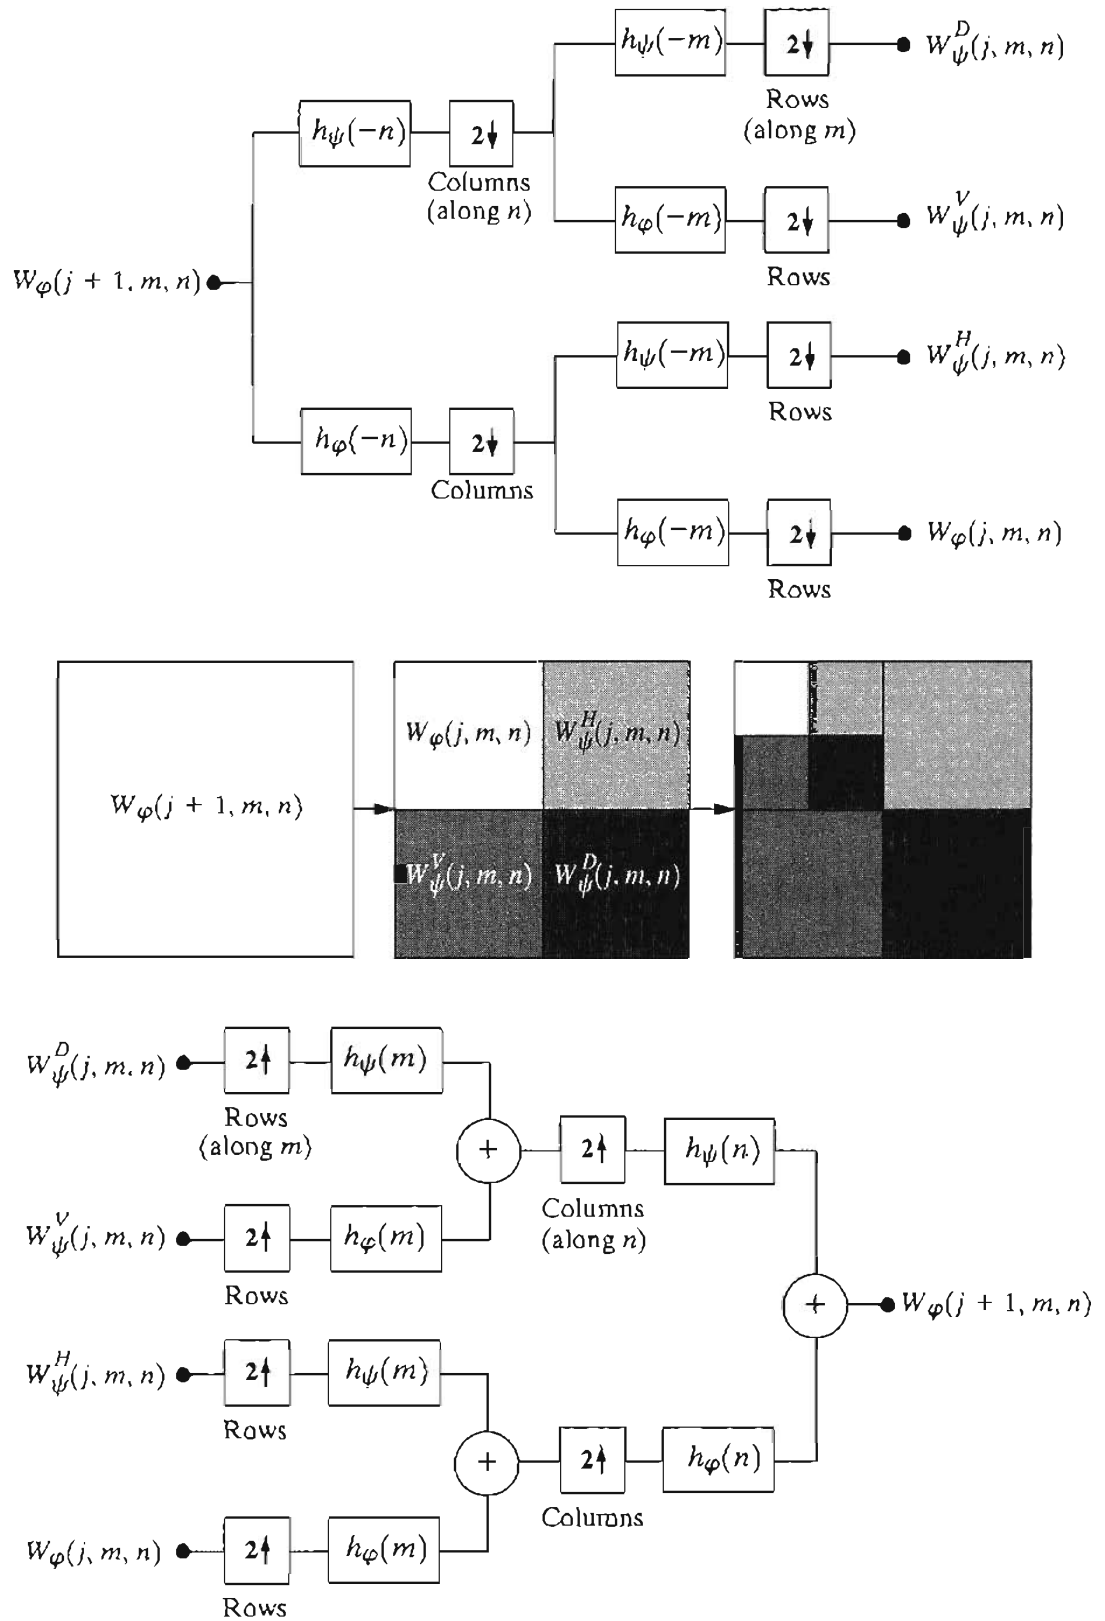 h_ψ(−m) 2↓ W_ψ^D(j, m, n)
Rows
(along m)
h_ψ(−n) 2↓
Columns
(along n)
h_φ(−m) 2↓ W_ψ^V(j, m, n)
Rows
W_φ(j + 1, m, n)
h_ψ(−m) 2↓ W_ψ^H(j, m, n)
Rows
h_φ(−n) 2↓
Columns
h_φ(−m) 2↓ W_φ(j, m, n)
Rows
W_φ(j + 1, m, n)
W_φ(j, m, n) W_ψ^H(j, m, n)
W_ψ^V(j, m, n) W_ψ^D(j, m, n)
W_ψ^D(j, m, n) 2↑ h_ψ(m)
Rows
(along m)
+ 2↑ h_ψ(n)
Columns
(along n)
W_ψ^V(j, m, n) 2↑ h_φ(m)
Rows
+ W_φ(j + 1, m, n)
W_ψ^H(j, m, n) 2↑ h_ψ(m)
Rows
+ 2↑ h_φ(n)
Columns
W_φ(j, m, n) 2↑ h_φ(m)
Rows